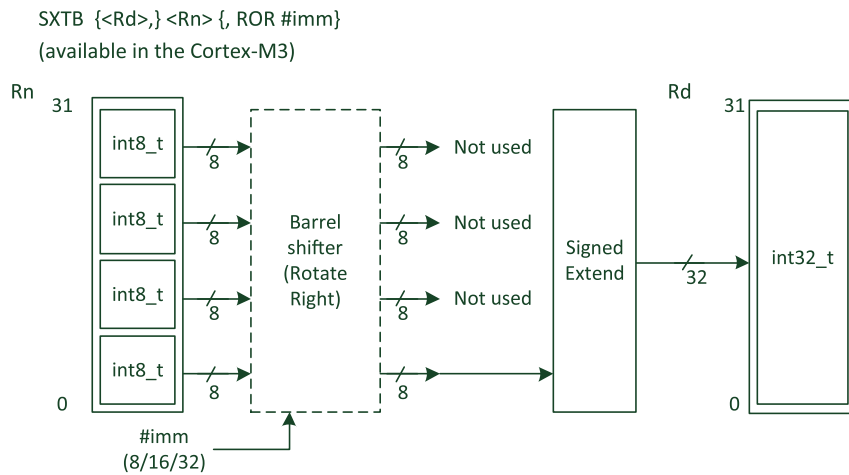 SXTB {<Rd>,} <Rn> {, ROR #imm}
(available in the Cortex-M3)
Rn
31
Rd
31
int8_t
8
8
Not used
int8_t
8
8
Not used
Barrel
shifter
(Rotate
Right)
Signed
Extend
32
int32_t
int8_t
8
8
Not used
int8_t
8
8
0
0
#imm
(8/16/32)